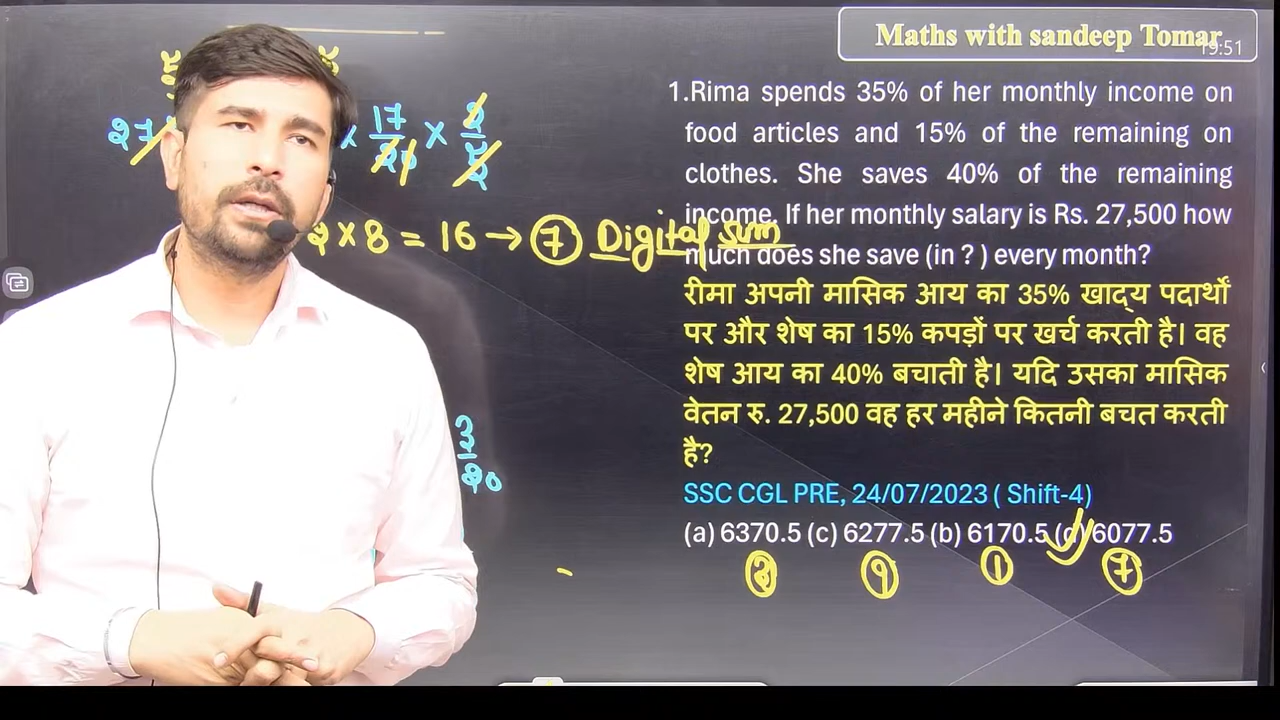 Maths with sandeep Tomar
19:51
1.Rima spends 35% of her monthly income on
food articles and 15% of the remaining on
clothes. She saves 40% of the remaining
income. If her monthly salary is Rs. 27,500 how
much does she save (in ? ) every month?
रीमा अपनी मासिक आय का 35% खाद्य पदार्थों
पर और शेष का 15% कपड़ों पर खर्च करती है। वह
शेष आय का 40% बचाती है। यदि उसका मासिक
वेतन रु. 27,500 वह हर महीने कितनी बचत करती
है?
SSC CGL PRE, 24/07/2023 ( Shift-4)
(a) 6370.5 (c) 6277.5 (b) 6170.5 (d) 6077.5
3 9 1 7
27
× 17/20 × 2/5
2 × 8 = 16 → 7 Digital sum
3/20